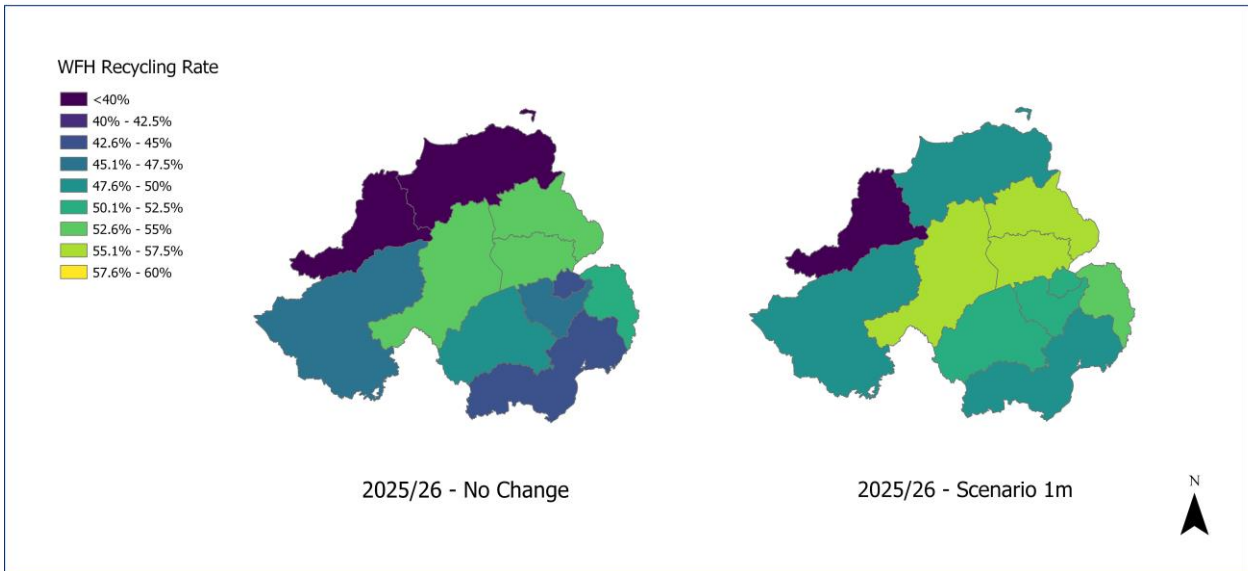 WFH Recycling Rate
<40%
40% - 42.5%
42.6% - 45%
45.1% - 47.5%
47.6% - 50%
50.1% - 52.5%
52.6% - 55%
55.1% - 57.5%
57.6% - 60%
2025/26 - No Change
2025/26 - Scenario 1m
N